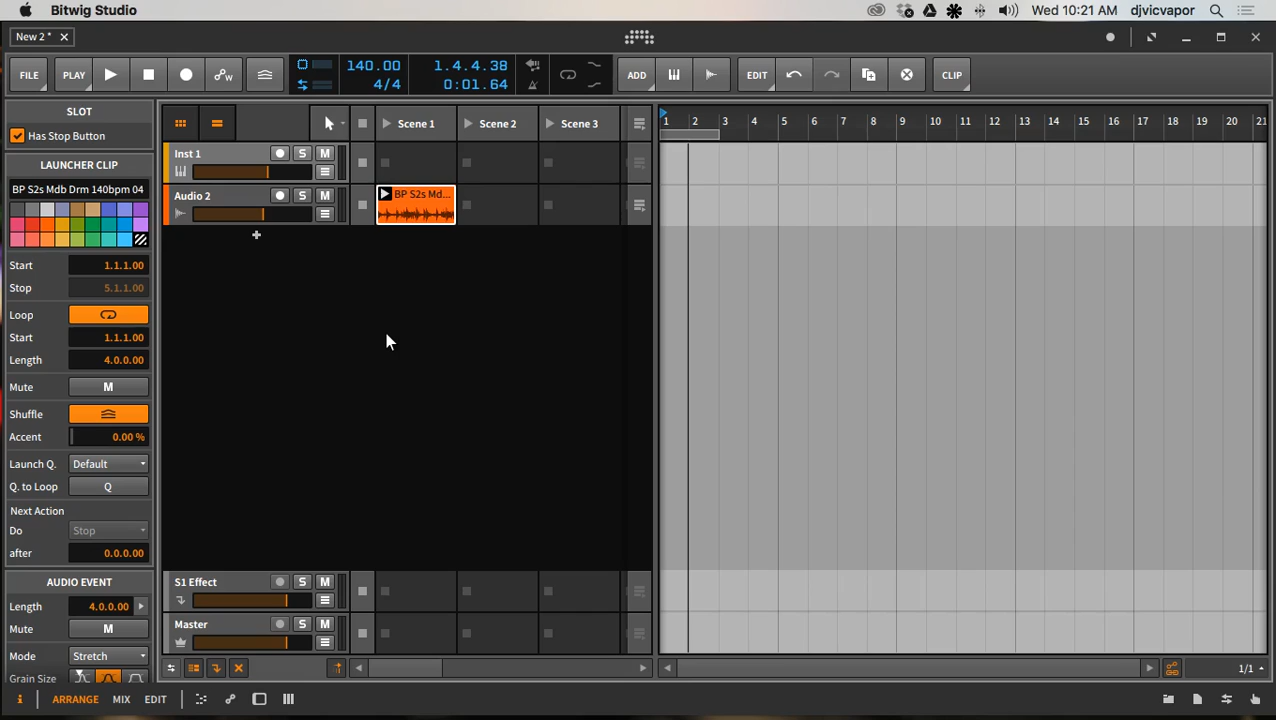 Bitwig Studio
Wed 10:21 AM djvicvapor
New 2 *
FILE PLAY 140.00 4/4 1.4.4.38 0:01.64 ADD EDIT CLIP
SLOT
Has Stop Button
LAUNCHER CLIP
BP S2s Mdb Drm 140bpm 04
Start 1.1.1.00
Stop 5.1.1.00
Loop
Start 1.1.1.00
Length 4.0.0.00
Mute M
Shuffle
Accent 0.00 %
Launch Q. Default
Q. to Loop Q
Next Action
Do Stop
after 0.0.0.00
AUDIO EVENT
Length 4.0.0.00
Mute M
Mode Stretch
Grain Size
Scene 1 Scene 2 Scene 3
Inst 1 S M
Audio 2 S M
BP S2s Md...
S1 Effect S M
Master S M
1 2 3 4 5 6 7 8 9 10 11 12 13 14 15 16 17 18 19 20 21
1/1
i ARRANGE MIX EDIT